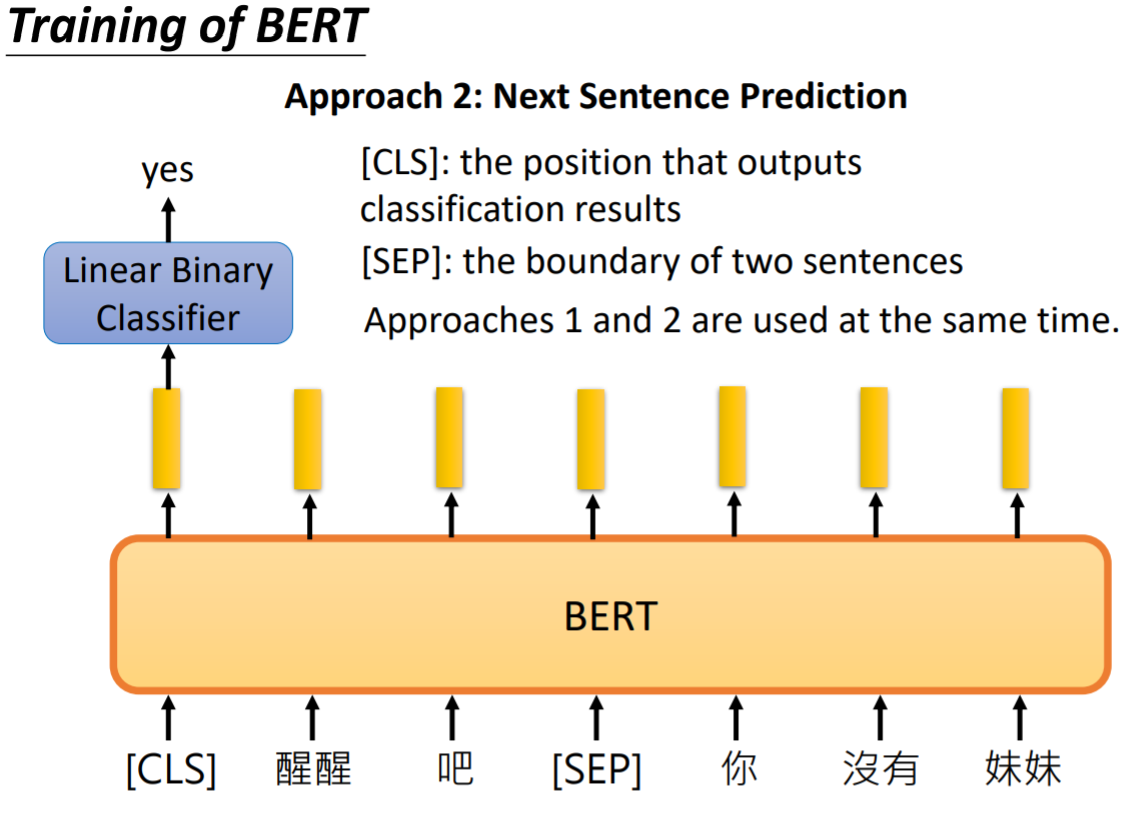 Training of BERT
Approach 2: Next Sentence Prediction
yes
[CLS]: the position that outputs
classification results
Linear Binary
Classifier
[SEP]: the boundary of two sentences
Approaches 1 and 2 are used at the same time.
BERT
[CLS] 醒醒 吧 [SEP] 你 沒有 妹妹